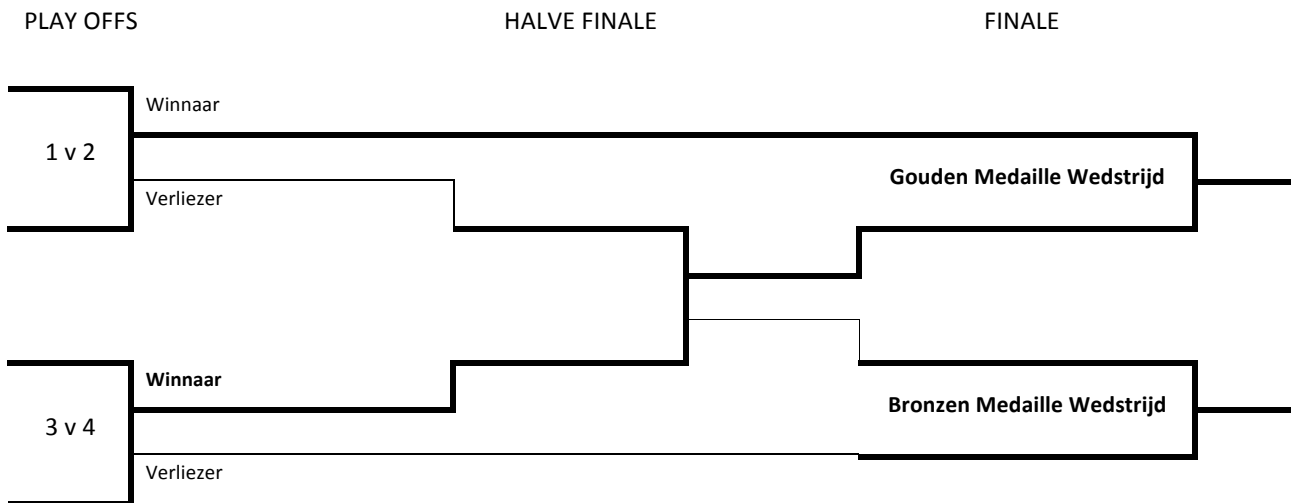 PLAY OFFS HALVE FINALE FINALE
Winnaar
1 v 2
Gouden Medaille Wedstrijd
Verliezer
Winnaar
Bronzen Medaille Wedstrijd
3 v 4
Verliezer